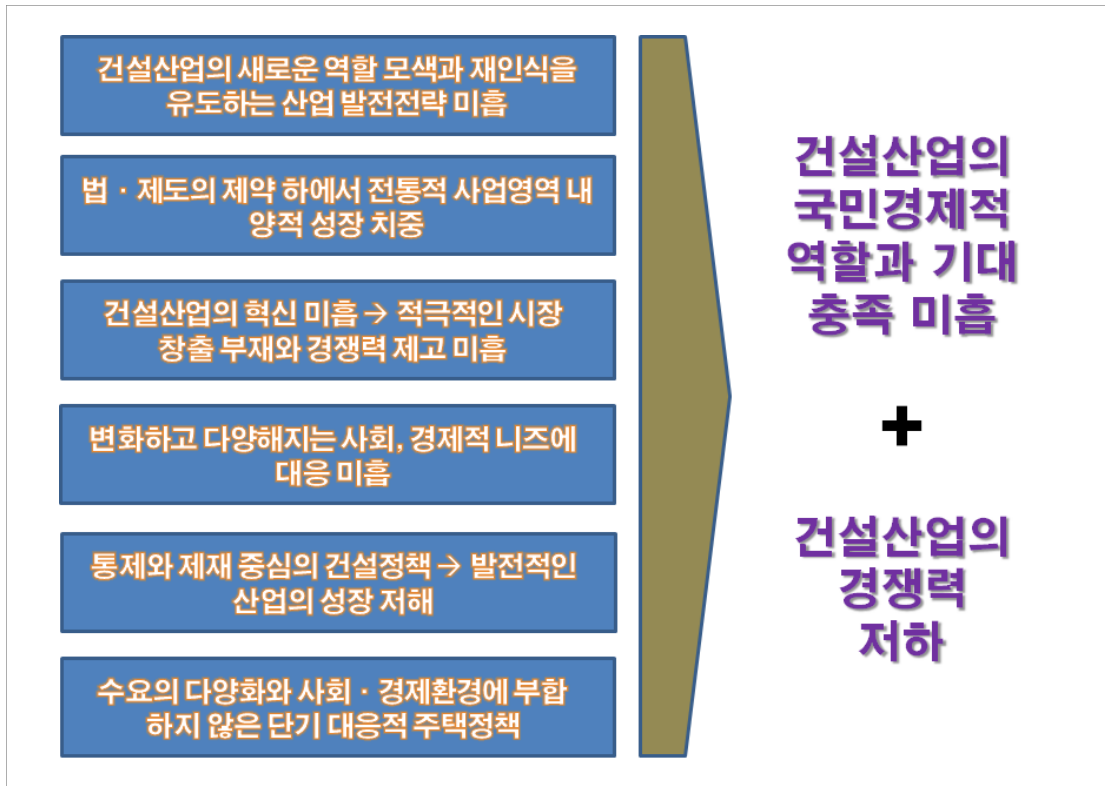 건설산업의 새로운 역할 모색과 재인식을
유도하는 산업 발전전략 미흡
법 · 제도의 제약 하에서 전통적 사업영역 내
양적 성장 치중
건설산업의 혁신 미흡 → 적극적인 시장
창출 부재와 경쟁력 제고 미흡
변화하고 다양해지는 사회, 경제적 니즈에
대응 미흡
통제와 제재 중심의 건설정책 → 발전적인
산업의 성장 저해
수요의 다양화와 사회 · 경제환경에 부합
하지 않은 단기 대응적 주택정책
건설산업의
국민경제적
역할과 기대
충족 미흡
+
건설산업의
경쟁력
저하